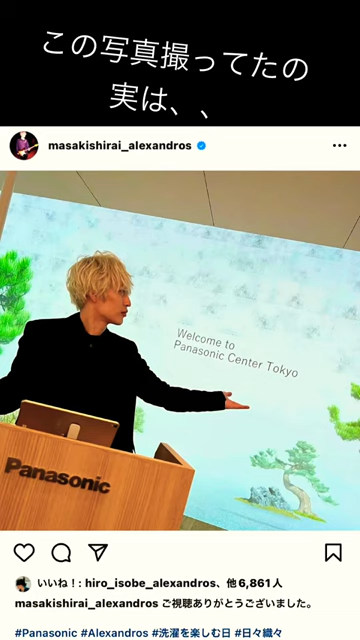 この写真撮ってたの
実は、、
masakishirai_alexandros
Welcome to
Panasonic Center Tokyo
Panasonic
いいね！: hiro_isobe_alexandros、他6,861人
masakishirai_alexandros ご視聴ありがとうございました。
#Panasonic #Alexandros #洗濯を楽しむ日 #日々織々